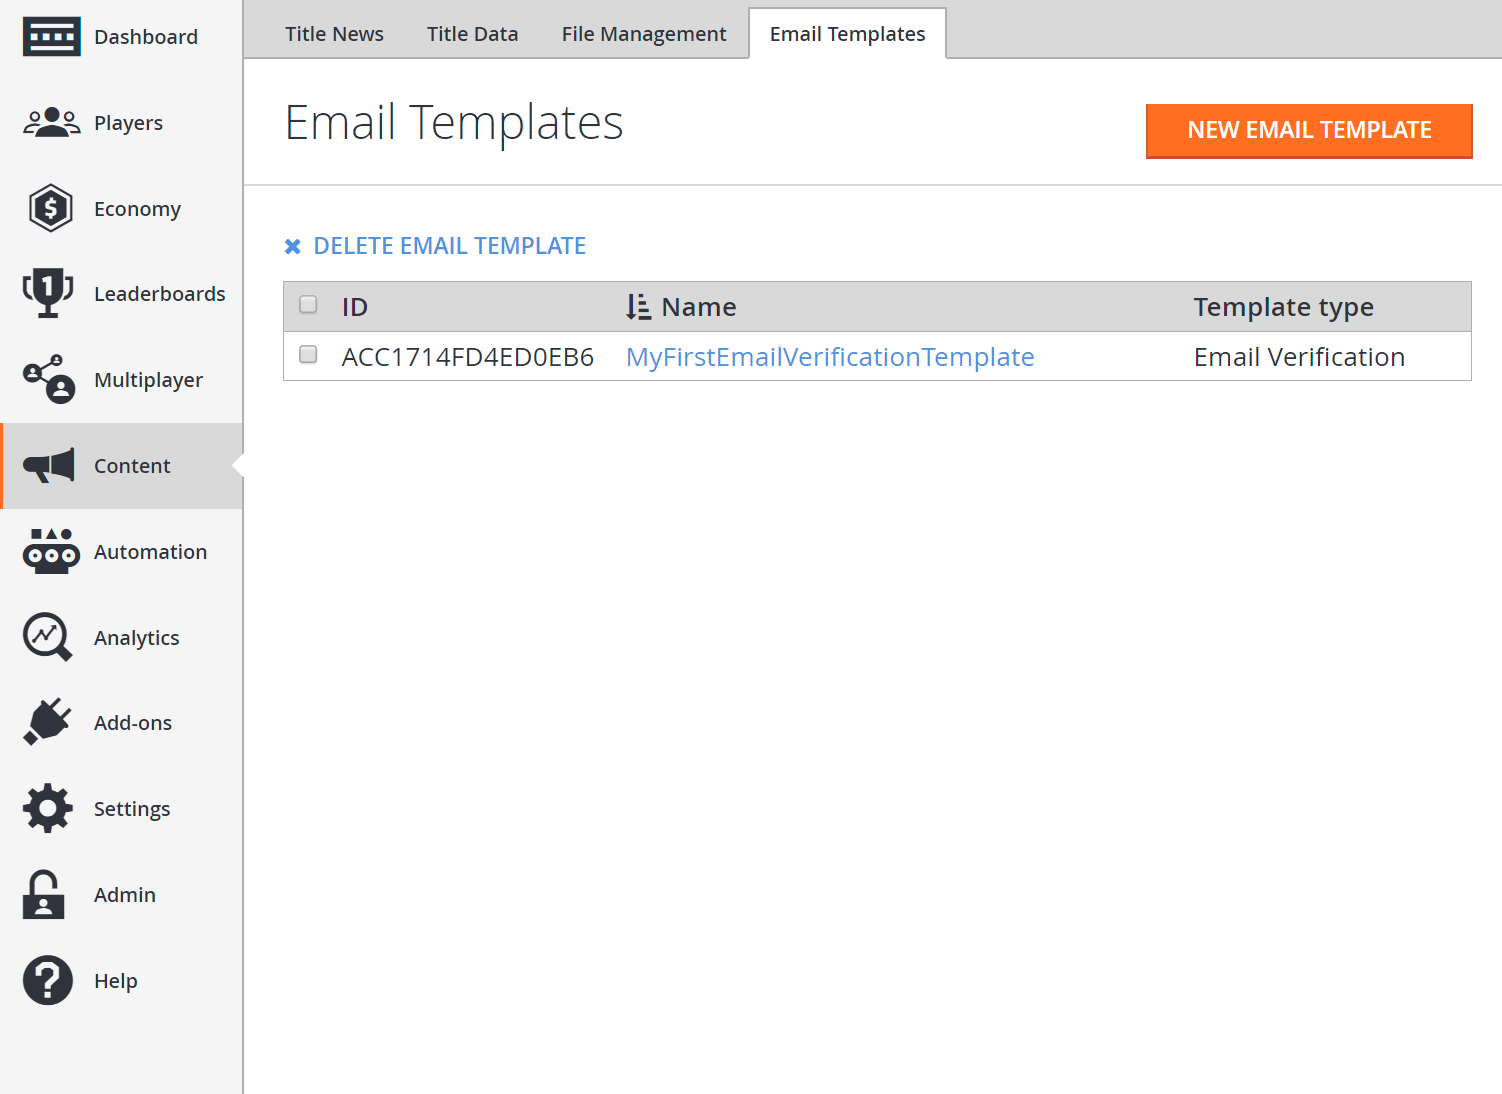 Dashboard
Players
Economy
Leaderboards
Multiplayer
Content
Automation
Analytics
Add-ons
Settings
Admin
Help
Title News
Title Data
File Management
Email Templates
Email Templates
NEW EMAIL TEMPLATE
DELETE EMAIL TEMPLATE
ID Name Template type
ACC1714FD4ED0EB6 MyFirstEmailVerificationTemplate Email Verification